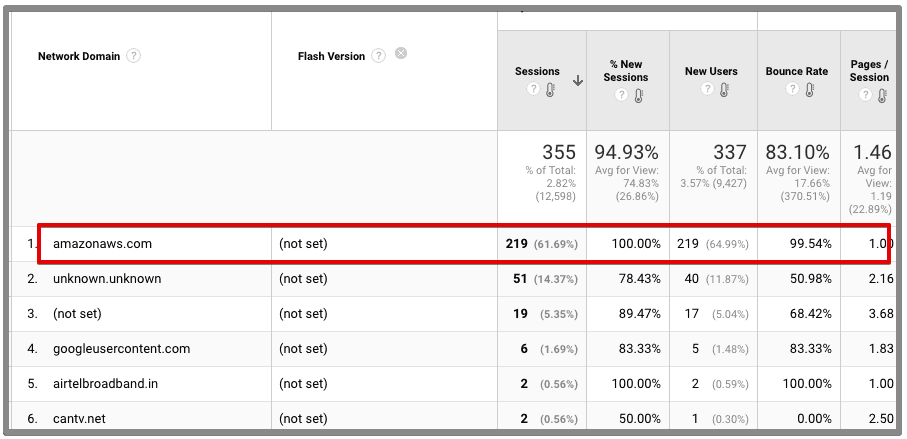 Network Domain ? Flash Version ?
Sessions ? % New Sessions ? New Users ? Bounce Rate ? Pages / Session ?
355 94.93% 337 83.10% 1.46
% of Total: 2.82% (12,598) Avg for View: 74.83% (26.86%) % of Total: 3.57% (9,427) Avg for View: 17.66% (370.51%) Avg for View: 1.19 (22.89%)
1. amazonaws.com (not set) 219 (61.69%) 100.00% 219 (64.99%) 99.54% 1.00
2. unknown.unknown (not set) 51 (14.37%) 78.43% 40 (11.87%) 50.98% 2.16
3. (not set) (not set) 19 (5.35%) 89.47% 17 (5.04%) 68.42% 3.68
4. googleusercontent.com (not set) 6 (1.69%) 83.33% 5 (1.48%) 83.33% 1.83
5. airtelbroadband.in (not set) 2 (0.56%) 100.00% 2 (0.59%) 100.00% 1.00
6. cantv.net (not set) 2 (0.56%) 50.00% 1 (0.30%) 0.00% 2.50